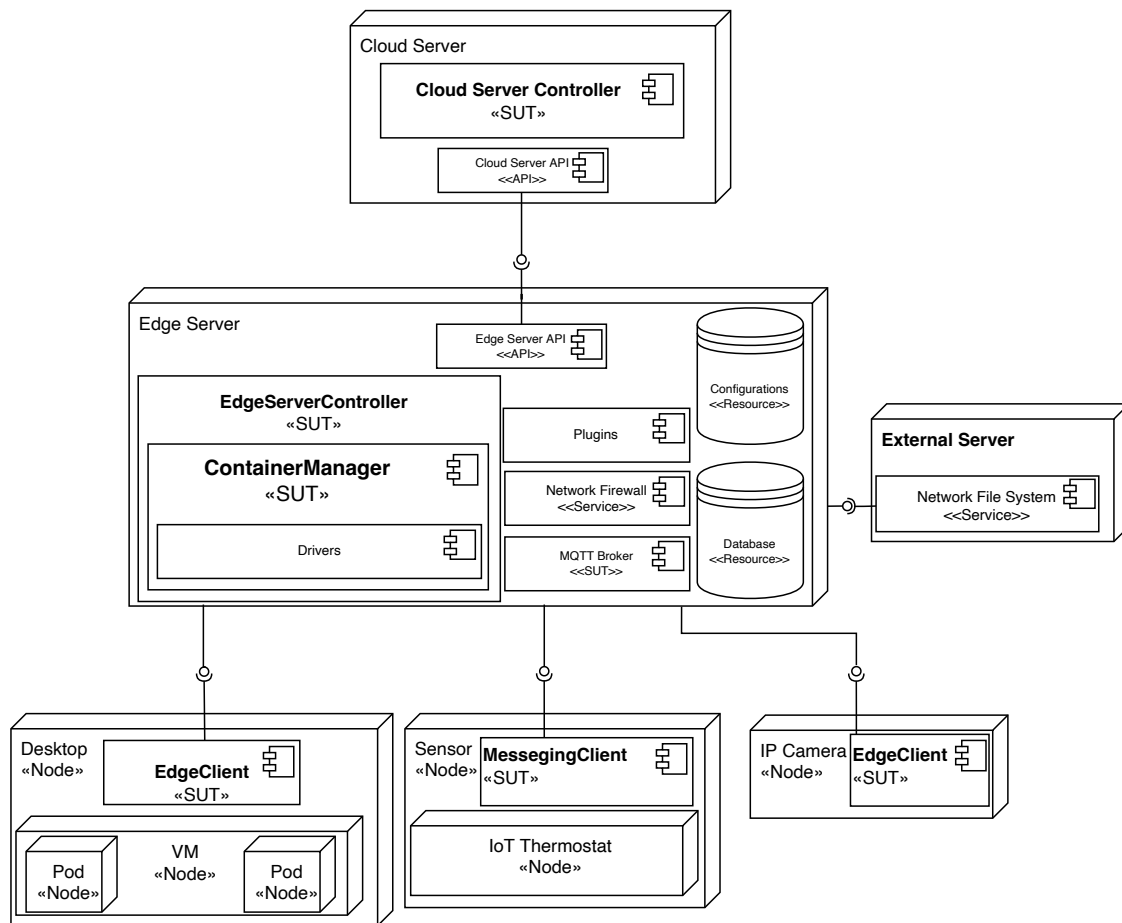 Cloud Server
Cloud Server Controller
«SUT»
Cloud Server API
<<API>>
Edge Server
Edge Server API
<<API>>
EdgeServerController
«SUT»
ContainerManager
«SUT»
Drivers
Plugins
Network Firewall
<<Service>>
MQTT Broker
<<SUT>>
Configurations
<<Resource>>
Database
<<Resource>>
External Server
Network File System
<<Service>>
Desktop
«Node»
EdgeClient
«SUT»
VM
«Node»
Pod
«Node»
Pod
«Node»
Sensor
«Node»
MessegingClient
«SUT»
IoT Thermostat
«Node»
IP Camera
«Node»
EdgeClient
«SUT»